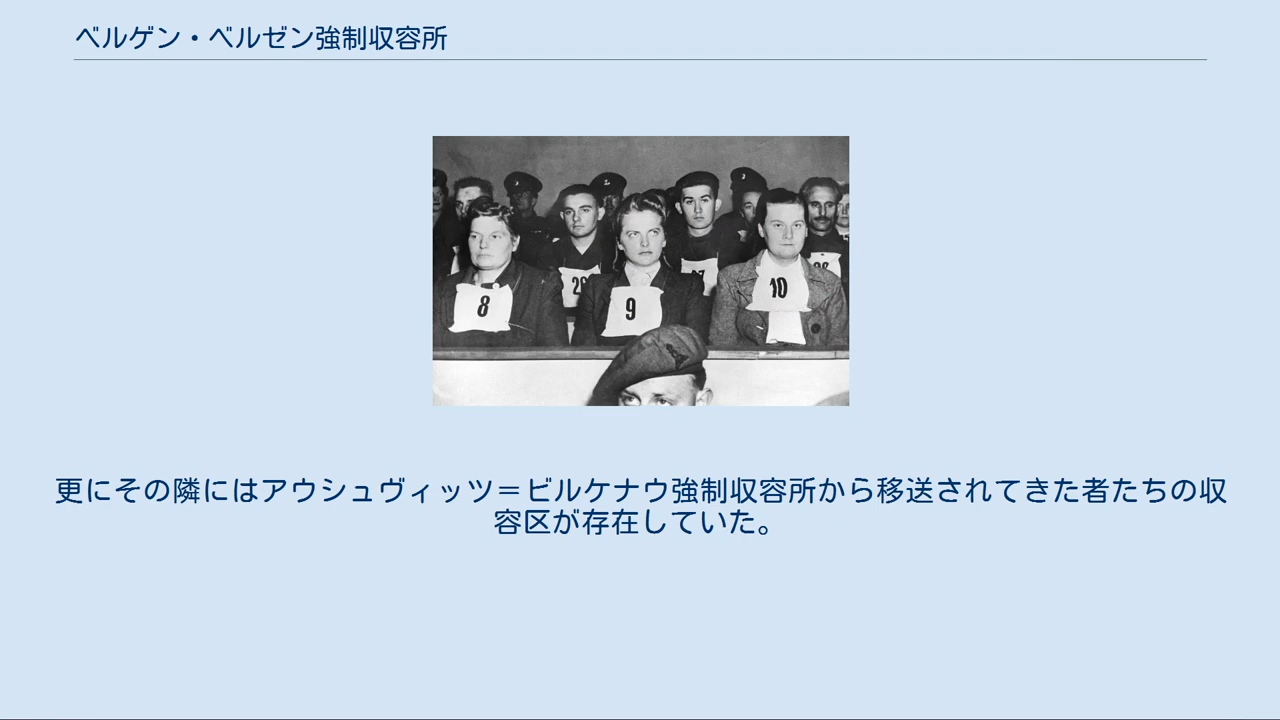 ベルゲン・ベルゼン強制収容所
8
9
10
更にその隣にはアウシュヴィッツ＝ビルケナウ強制収容所から移送されてきた者たちの収
容区が存在していた。